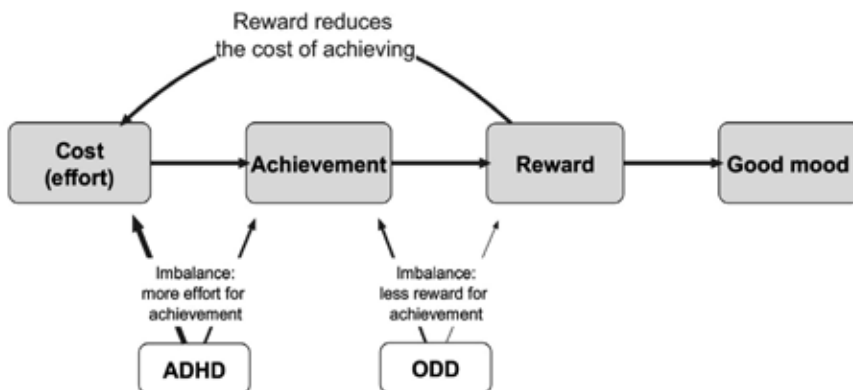 Reward reduces
the cost of achieving
Cost
(effort)
Achievement
Reward
Good mood
Imbalance:
more effort for
achievement
Imbalance:
less reward for
achievement
ADHD
ODD